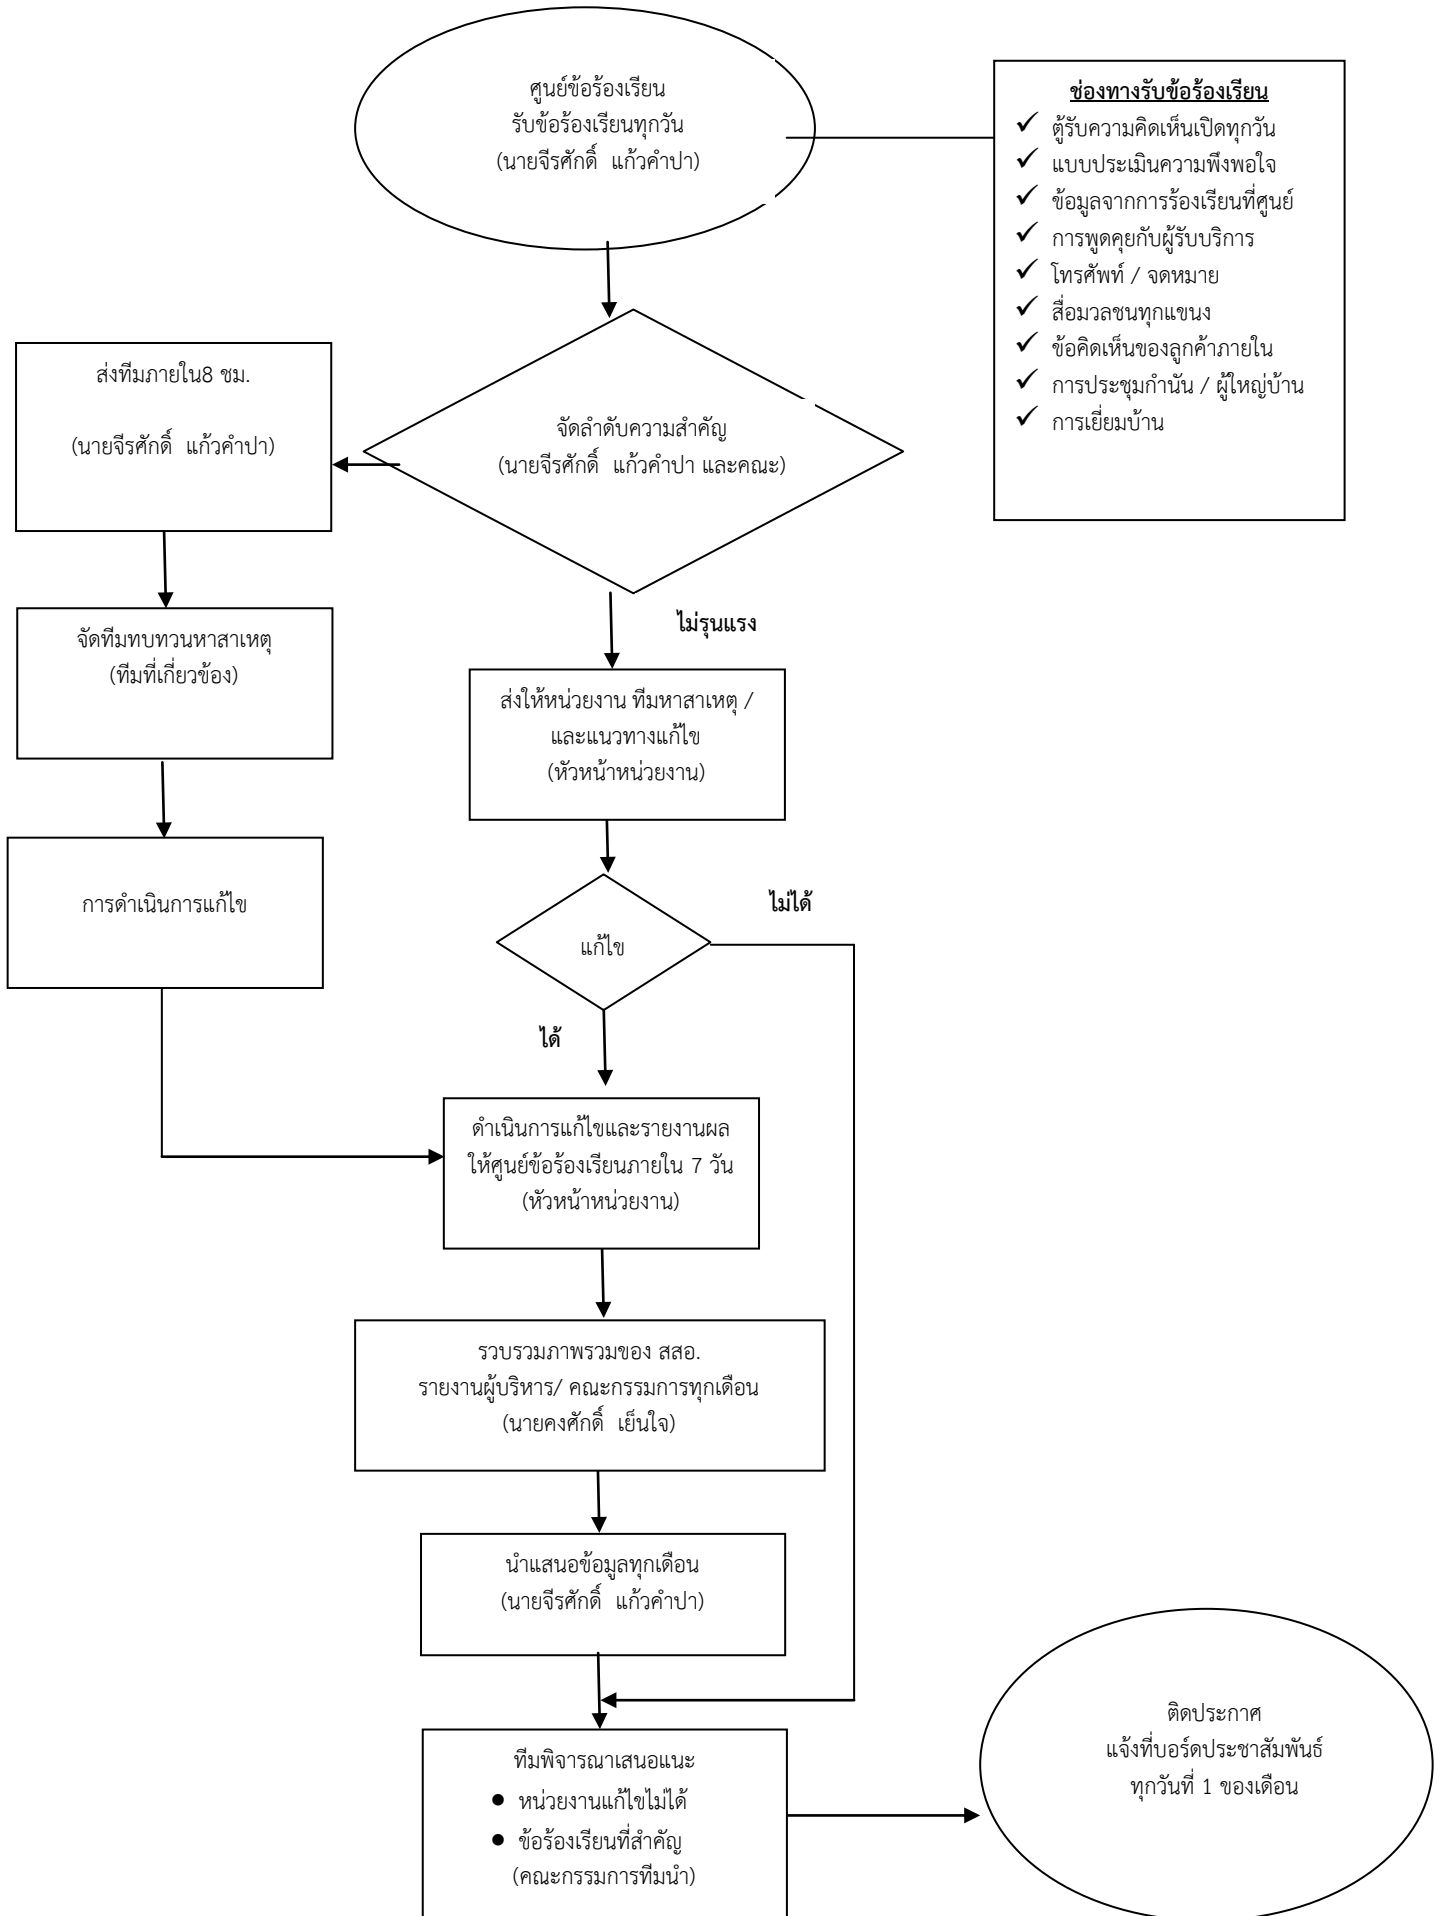 ศูนย์ข้อร้องเรียน
รับข้อร้องเรียนทุกวัน
(นายจีรศักดิ์ แก้วคำปา)
ช่องทางรับข้อร้องเรียน
✓ ตู้รับความคิดเห็นเปิดทุกวัน
✓ แบบประเมินความพึงพอใจ
✓ ข้อมูลจากการร้องเรียนที่ศูนย์
✓ การพูดคุยกับผู้รับบริการ
✓ โทรศัพท์ / จดหมาย
✓ สื่อมวลชนทุกแขนง
✓ ข้อคิดเห็นของลูกค้าภายใน
✓ การประชุมกำนัน / ผู้ใหญ่บ้าน
✓ การเยี่ยมบ้าน
ส่งทีมภายใน8 ชม.
(นายจีรศักดิ์ แก้วคำปา)
จัดลำดับความสำคัญ
(นายจีรศักดิ์ แก้วคำปา และคณะ)
จัดทีมทบทวนหาสาเหตุ
(ทีมที่เกี่ยวข้อง)
ไม่รุนแรง
ส่งให้หน่วยงาน ทีมหาสาเหตุ /
และแนวทางแก้ไข
(หัวหน้าหน่วยงาน)
การดำเนินการแก้ไข
แก้ไข
ไม่ได้
ได้
ดำเนินการแก้ไขและรายงานผล
ให้ศูนย์ข้อร้องเรียนภายใน 7 วัน
(หัวหน้าหน่วยงาน)
รวบรวมภาพรวมของ สสอ.
รายงานผู้บริหาร/ คณะกรรมการทุกเดือน
(นายคงศักดิ์ เย็นใจ)
นำแสนอข้อมูลทุกเดือน
(นายจีรศักดิ์ แก้วคำปา)
ทีมพิจารณาเสนอแนะ
● หน่วยงานแก้ไขไม่ได้
● ข้อร้องเรียนที่สำคัญ
(คณะกรรมการทีมนำ)
ติดประกาศ
แจ้งที่บอร์ดประชาสัมพันธ์
ทุกวันที่ 1 ของเดือน